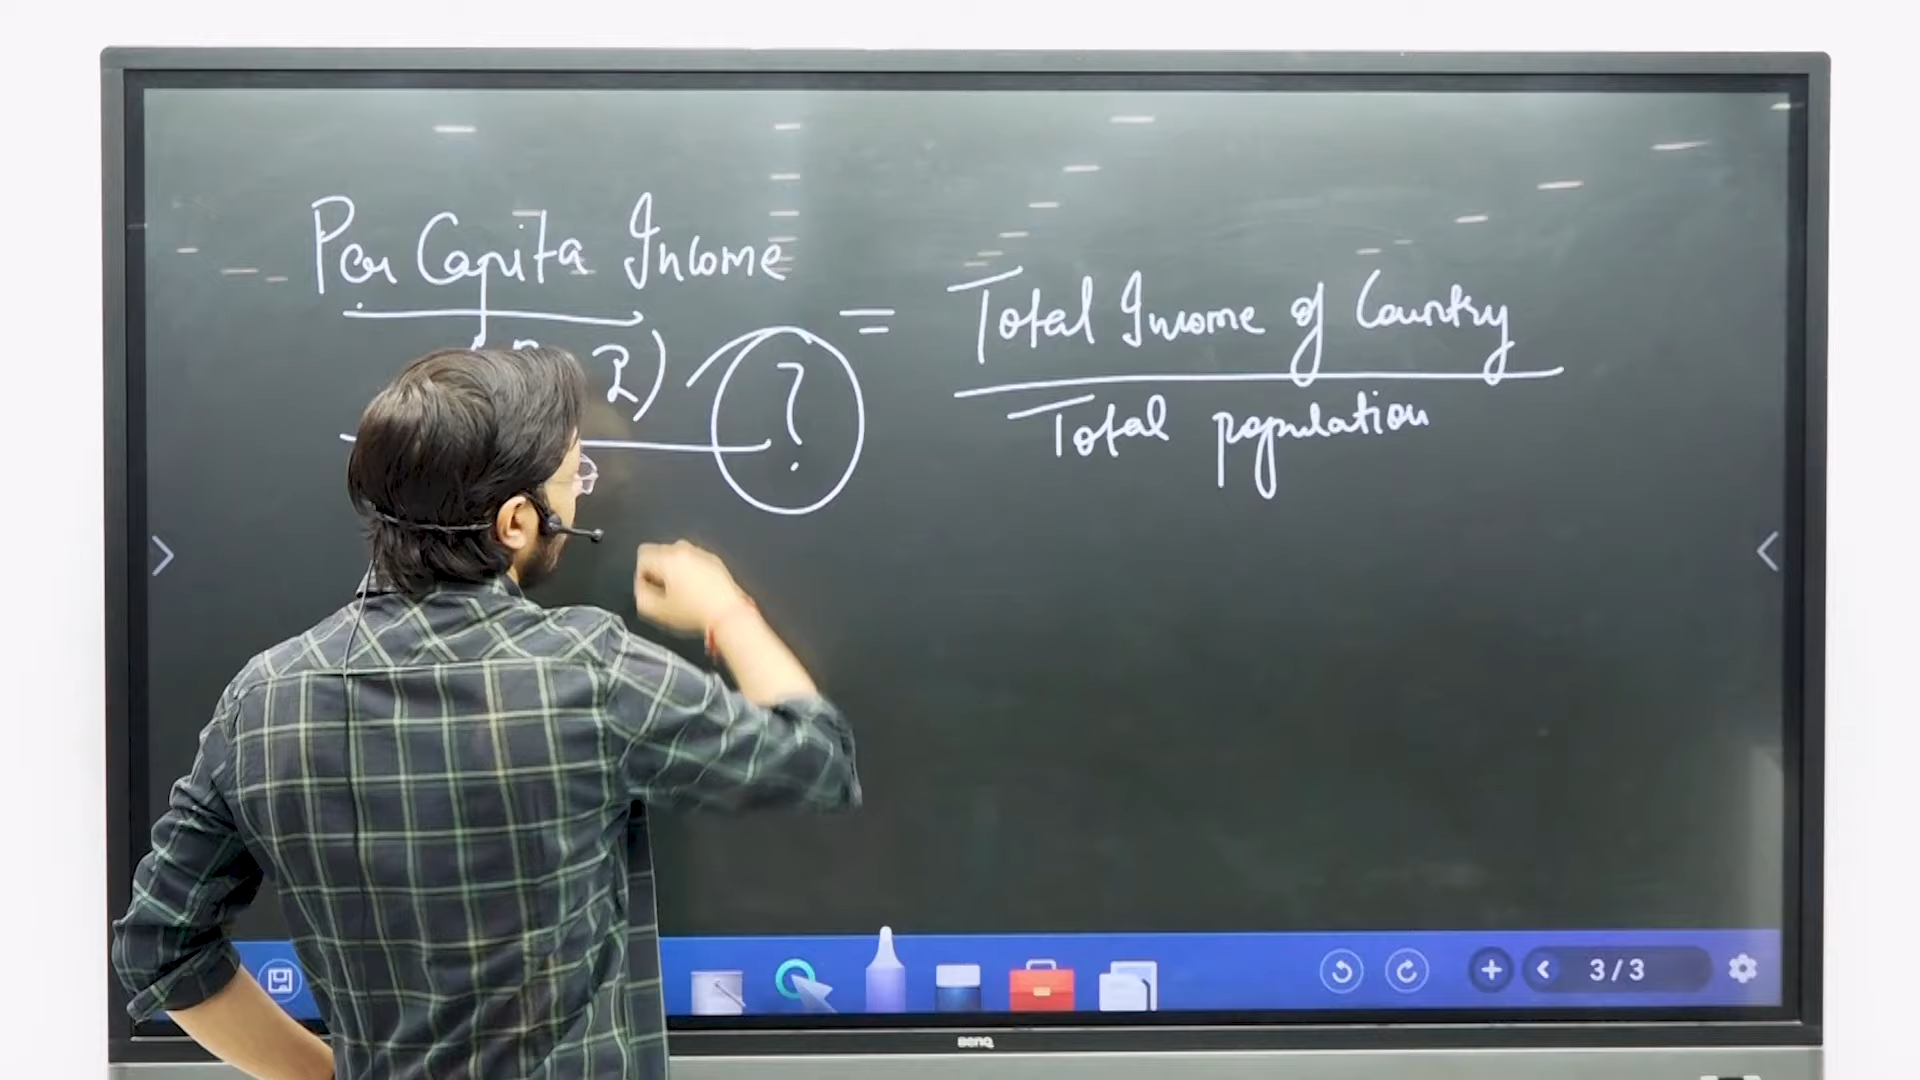 Per Capita Income
= Total Income of Country
Total population
?
3/3
BenQ